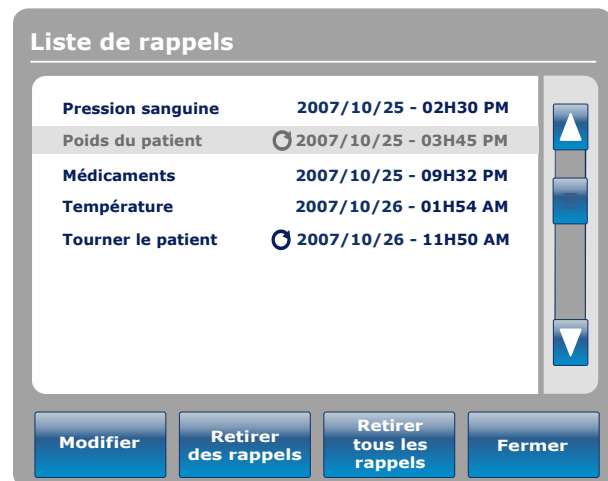 Liste de rappels
Pression sanguine 2007/10/25 - 02H30 PM
Poids du patient 2007/10/25 - 03H45 PM
Médicaments 2007/10/25 - 09H32 PM
Température 2007/10/26 - 01H54 AM
Tourner le patient 2007/10/26 - 11H50 AM
Modifier
Retirer
des rappels
Retirer
tous les
rappels
Fermer